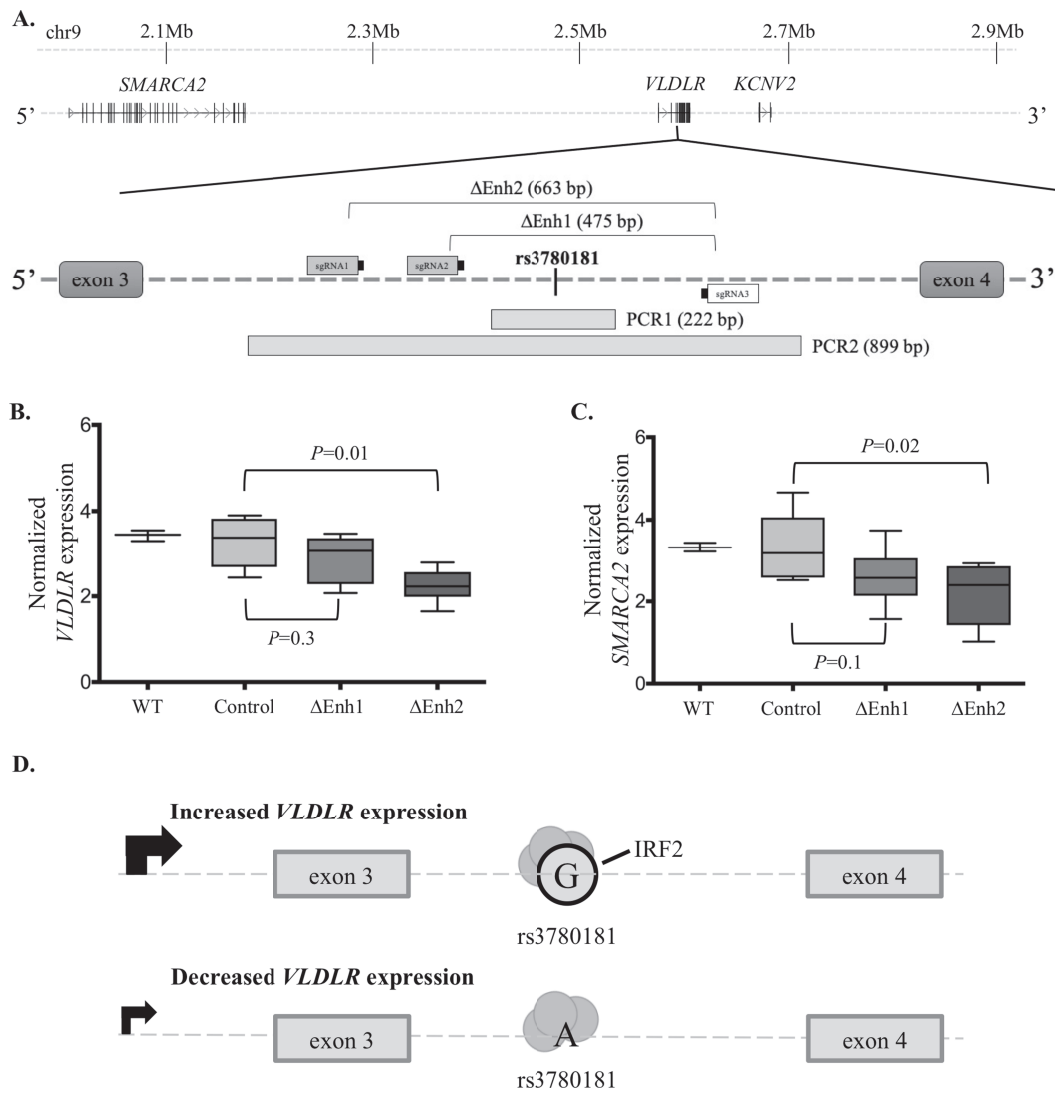 A.
chr9 2.1Mb 2.3Mb 2.5Mb 2.7Mb 2.9Mb
SMARCA2 VLDLR KCNV2
5’ 3’
ΔEnh2 (663 bp)
ΔEnh1 (475 bp)
rs3780181
sgRNA1 sgRNA2
5’ exon 3 exon 4 3’
sgRNA3
PCR1 (222 bp)
PCR2 (899 bp)
B.
Normalized
VLDLR expression
6
4
2
0
P=0.01
P=0.3
WT Control ΔEnh1 ΔEnh2
C.
Normalized
SMARCA2 expression
6
4
2
0
P=0.02
P=0.1
WT Control ΔEnh1 ΔEnh2
D.
Increased VLDLR expression
IRF2
exon 3 G exon 4
rs3780181
Decreased VLDLR expression
exon 3 A exon 4
rs3780181